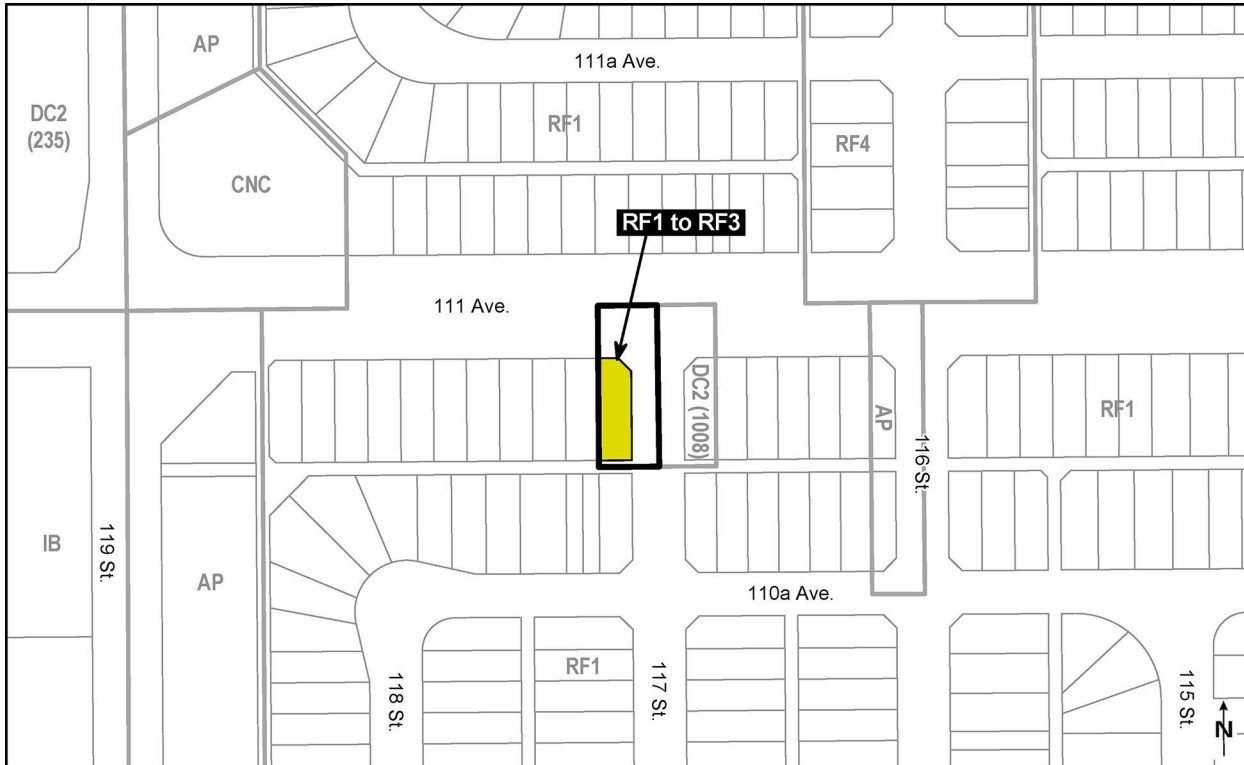 AP
111a Ave.
DC2
(235)
RF1
RF4
CNC
RF1 to RF3
111 Ave.
DC2 (1008)
AP
RF1
116 St.
IB
119 St.
AP
110a Ave.
RF1
118 St.
117 St.
115 St.
N